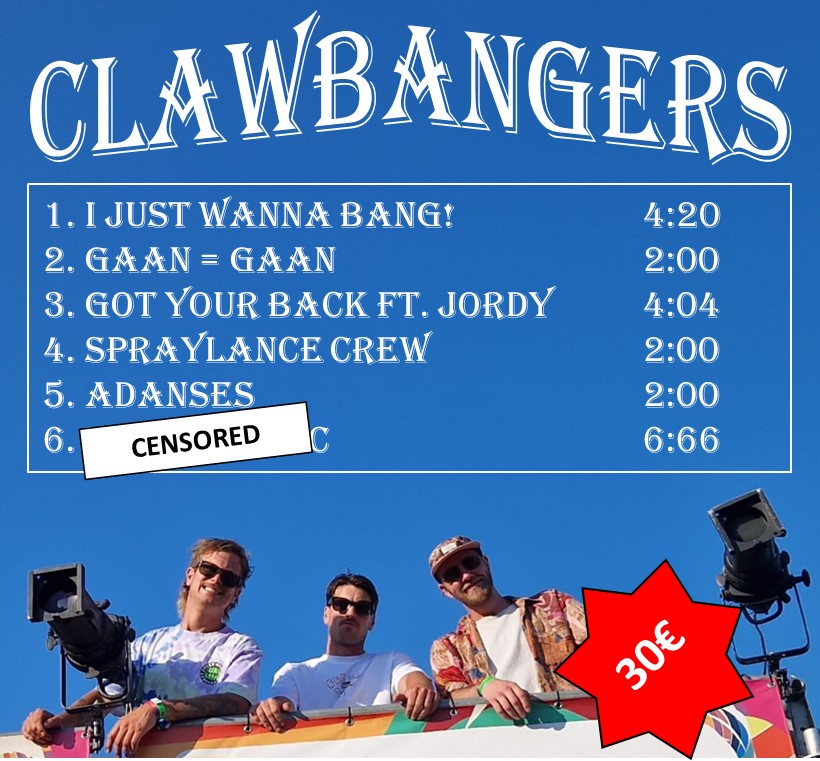 CLAWBANGERS
1. I JUST WANNA BANG! 4:20
2. GAAN = GAAN 2:00
3. GOT YOUR BACK FT. JORDY 4:04
4. SPRAYLANCE CREW 2:00
5. ADANSES 2:00
6. CENSORED C 6:66
30€